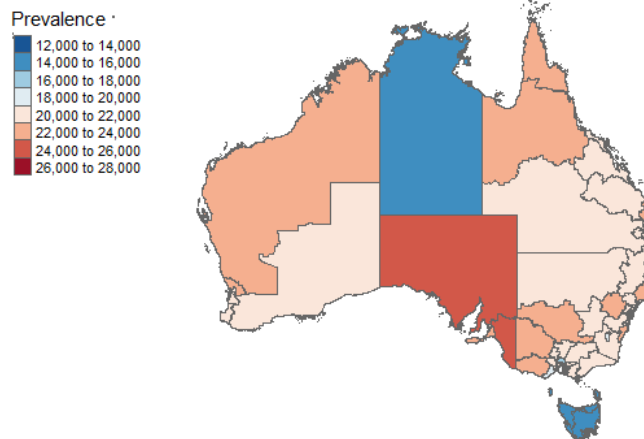 Prevalence
12,000 to 14,000
14,000 to 16,000
16,000 to 18,000
18,000 to 20,000
20,000 to 22,000
22,000 to 24,000
24,000 to 26,000
26,000 to 28,000